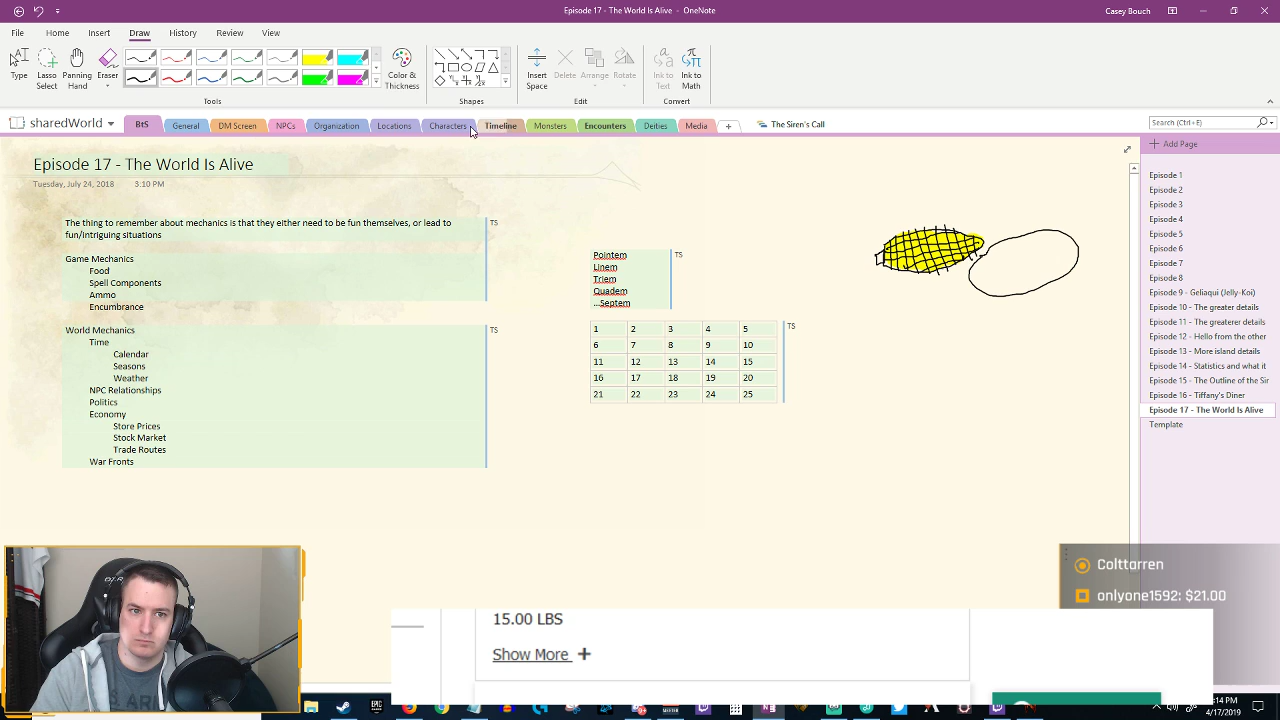 Episode 17 - The World Is Alive - OneNote
Casey Bouch
File Home Insert Draw History Review View
Type
Lasso Select
Panning Hand
Eraser
Color & Thickness
Insert Space
Delete
Arrange
Rotate
Ink to Text
Ink to Math
Tools
Shapes
Edit
Convert
sharedWorld
BtS General DM Screen NPCs Organization Locations Characters Timeline Monsters Encounters Deities Media
The Siren's Call
Search (Ctrl+E)
Episode 17 - The World Is Alive
Tuesday, July 24, 2018 3:10 PM
The thing to remember about mechanics is that they either need to be fun themselves, or lead to
fun/intriguing situations
TS
Game Mechanics
Food
Spell Components
Ammo
Encumbrance
World Mechanics
TS
Time
Calendar
Seasons
Weather
NPC Relationships
Politics
Economy
Store Prices
Stock Market
Trade Routes
War Fronts
Pointem
TS
Linem
Triem
Quadem
...Septem
1 2 3 4 5
TS
6 7 8 9 10
11 12 13 14 15
16 17 18 19 20
21 22 23 24 25
Add Page
Episode 1
Episode 2
Episode 3
Episode 4
Episode 5
Episode 6
Episode 7
Episode 8
Episode 9 - Geliaqui (Jelly-Koi)
Episode 10 - The greater details
Episode 11 - The greaterer details
Episode 12 - Hello from the other
Episode 13 - More island details
Episode 14 - Statistics and what it
Episode 15 - The Outline of the Sir
Episode 16 - Tiffany's Diner
Episode 17 - The World Is Alive
Template
Colttarren
onlyone1592: $21.00
15.00 LBS
Show More +
:14 PM
4/17/2019